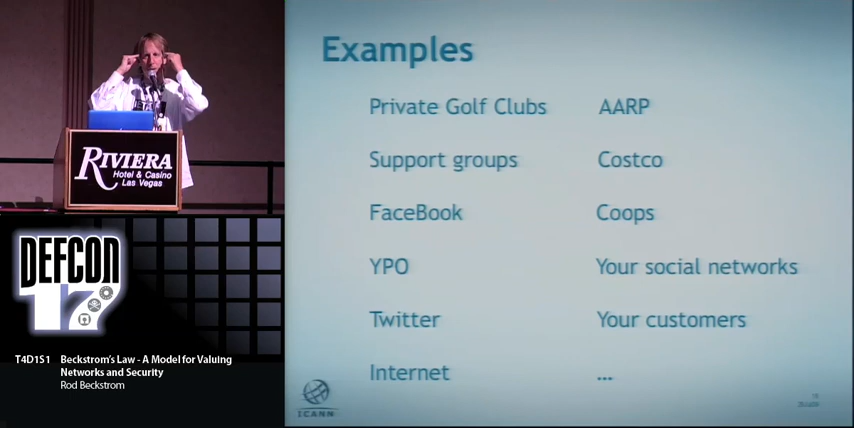 Examples
Private Golf Clubs
AARP
Support groups
Costco
FaceBook
Coops
YPO
Your social networks
Twitter
Your customers
Internet
...
ICANN
RIVIERA
Hotel & Casino
Las Vegas
DEFCON
17
T4D1S1 Beckstrom's Law - A Model for Valuing
Networks and Security
Rod Beckstrom